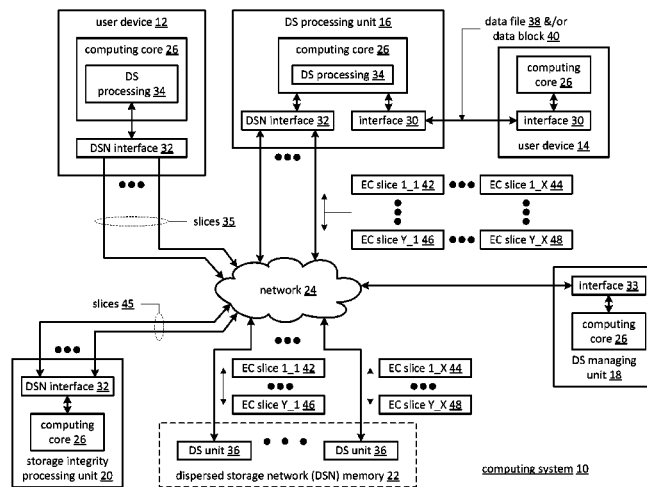 user device 12
computing core 26
DS
processing 34
DSN interface 32
DS processing unit 16
computing core 26
DS processing 34
DSN interface 32
interface 30
data file 38 &/or
data block 40
computing
core 26
interface 30
user device 14
slices 35
EC slice 1_1 42
EC slice 1_X 44
EC slice Y_1 46
EC slice Y_X 48
network 24
interface 33
computing
core 26
DS managing
unit 18
slices 45
DSN interface 32
computing
core 26
storage integrity
processing unit 20
EC slice 1_1 42
EC slice 1_X 44
EC slice Y_1 46
EC slice Y_X 48
DS unit 36
DS unit 36
dispersed storage network (DSN) memory 22
computing system 10